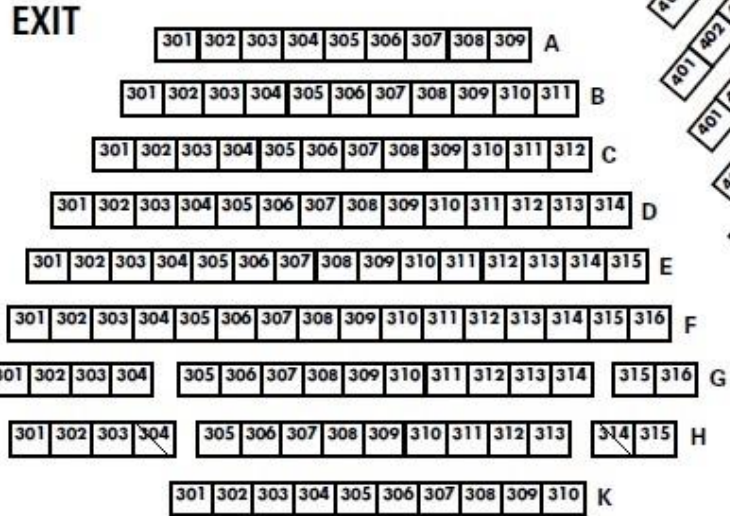 EXIT
301 302 303 304 305 306 307 308 309 A
301 302 303 304 305 306 307 308 309 310 311 B
301 302 303 304 305 306 307 308 309 310 311 312 C
301 302 303 304 305 306 307 308 309 310 311 312 313 314 D
301 302 303 304 305 306 307 308 309 310 311 312 313 314 315 E
301 302 303 304 305 306 307 308 309 310 311 312 313 314 315 316 F
301 302 303 304 305 306 307 308 309 310 311 312 313 314 315 316 G
301 302 303 304 305 306 307 308 309 310 311 312 313 314 315 H
301 302 303 304 305 306 307 308 309 310 K
401 402
401